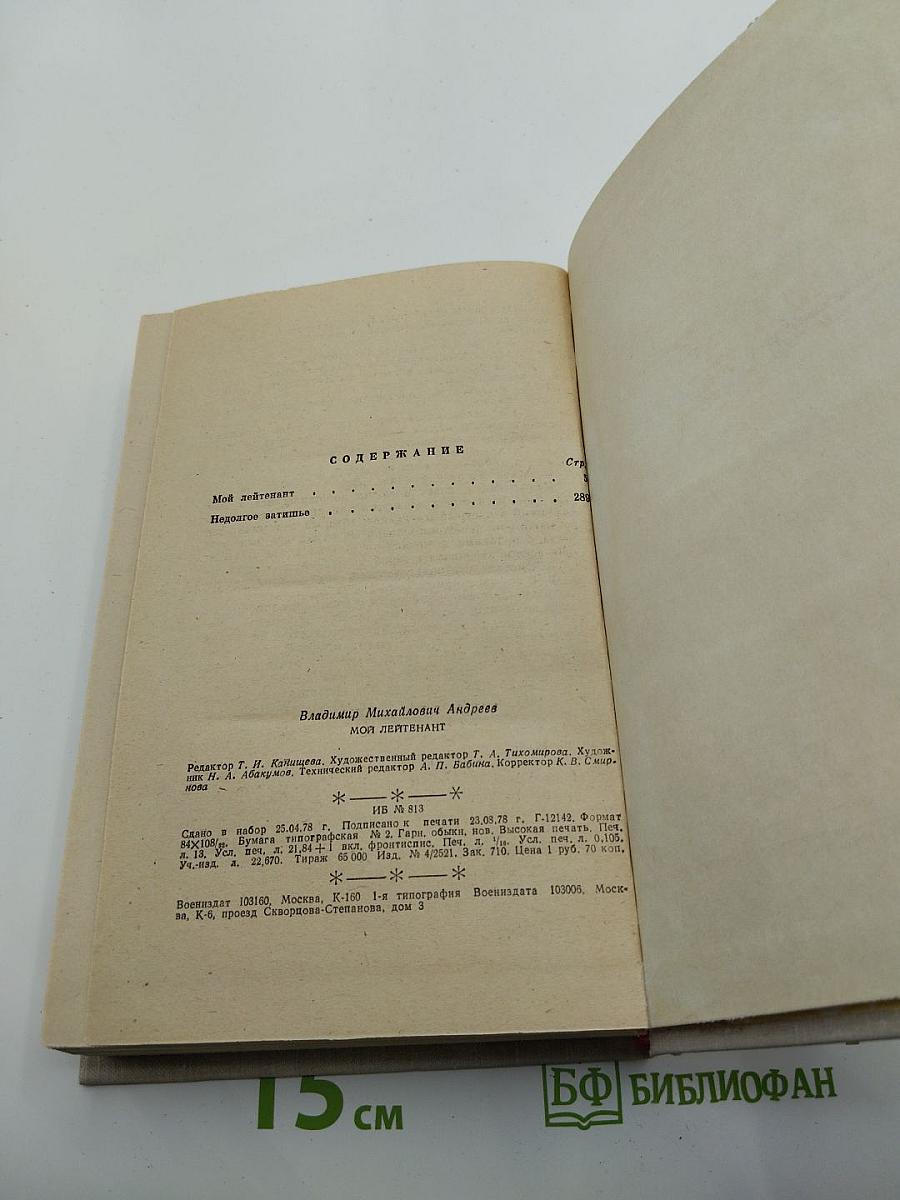 СОДЕРЖАНИЕ
Стр.
Мой лейтенант . . . . . . . . . . . . . 5
Недолгое затишье . . . . . . . . . . . . 289
Владимир Михайлович Андреев
МОЙ ЛЕЙТЕНАНТ
Редактор Т. И. Канищева. Художественный редактор Т. А. Тихомирова. Худож-
ник Н. А. Абакумов. Технический редактор А. П. Бабина. Корректор К. В. Смир-
нова
ИБ № 813
Сдано в набор 25.04.78 г. Подписано к печати 23.08.78 г. Г-12142. Формат
84×108/32. Бумага типографская № 2. Гарн. обыкн. нов. Высокая печать. Печ.
л. 13. Усл. печ. л. 21,84+1 вкл. фронтиспис. Печ. л. 1/16. Усл. печ. л. 0,105.
Уч.-изд. л. 22,670. Тираж 65 000 Изд. № 4/2521. Зак. 710. Цена 1 руб. 70 коп.
Воениздат 103160, Москва, К-160 1-я типография Воениздата 103006, Моск-
ва, К-6, проезд Скворцова-Степанова, дом 3
15 см
БФ БИБЛИОФАН